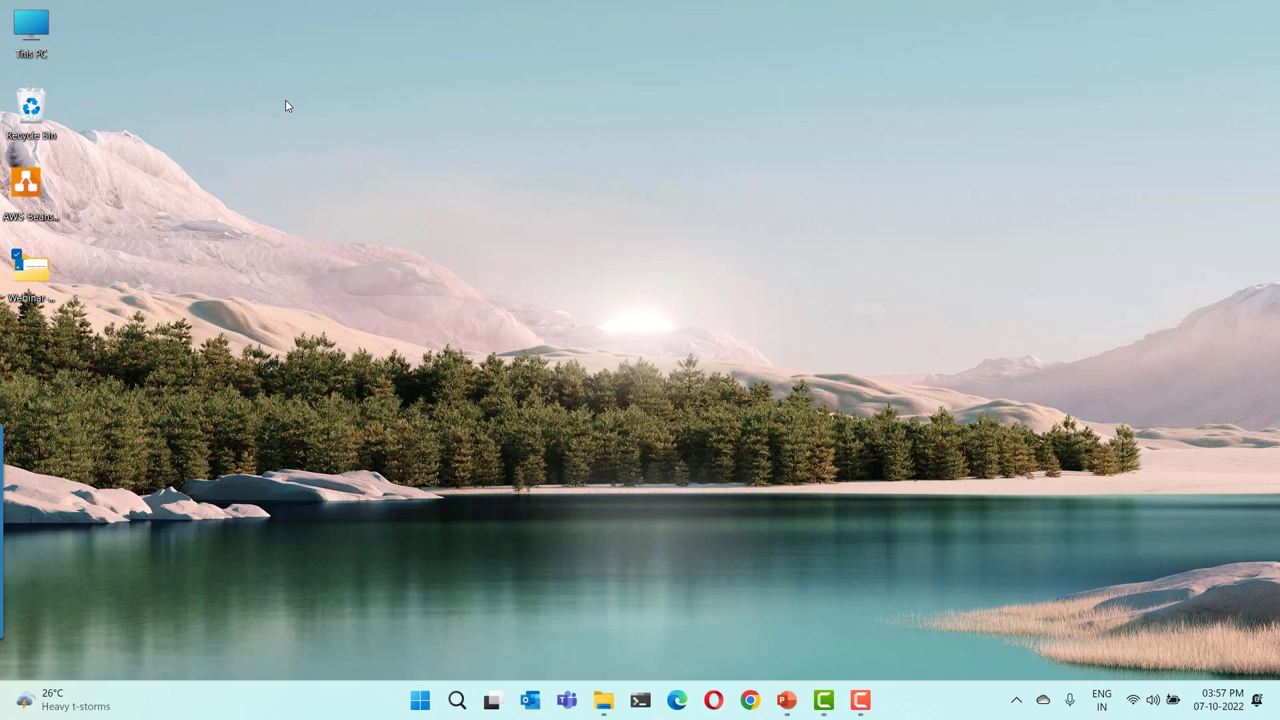 This PC
Recycle Bin
AWS Beans...
Webinar ...
26°C
Heavy t-storms
ENG
IN
03:57 PM
07-10-2022